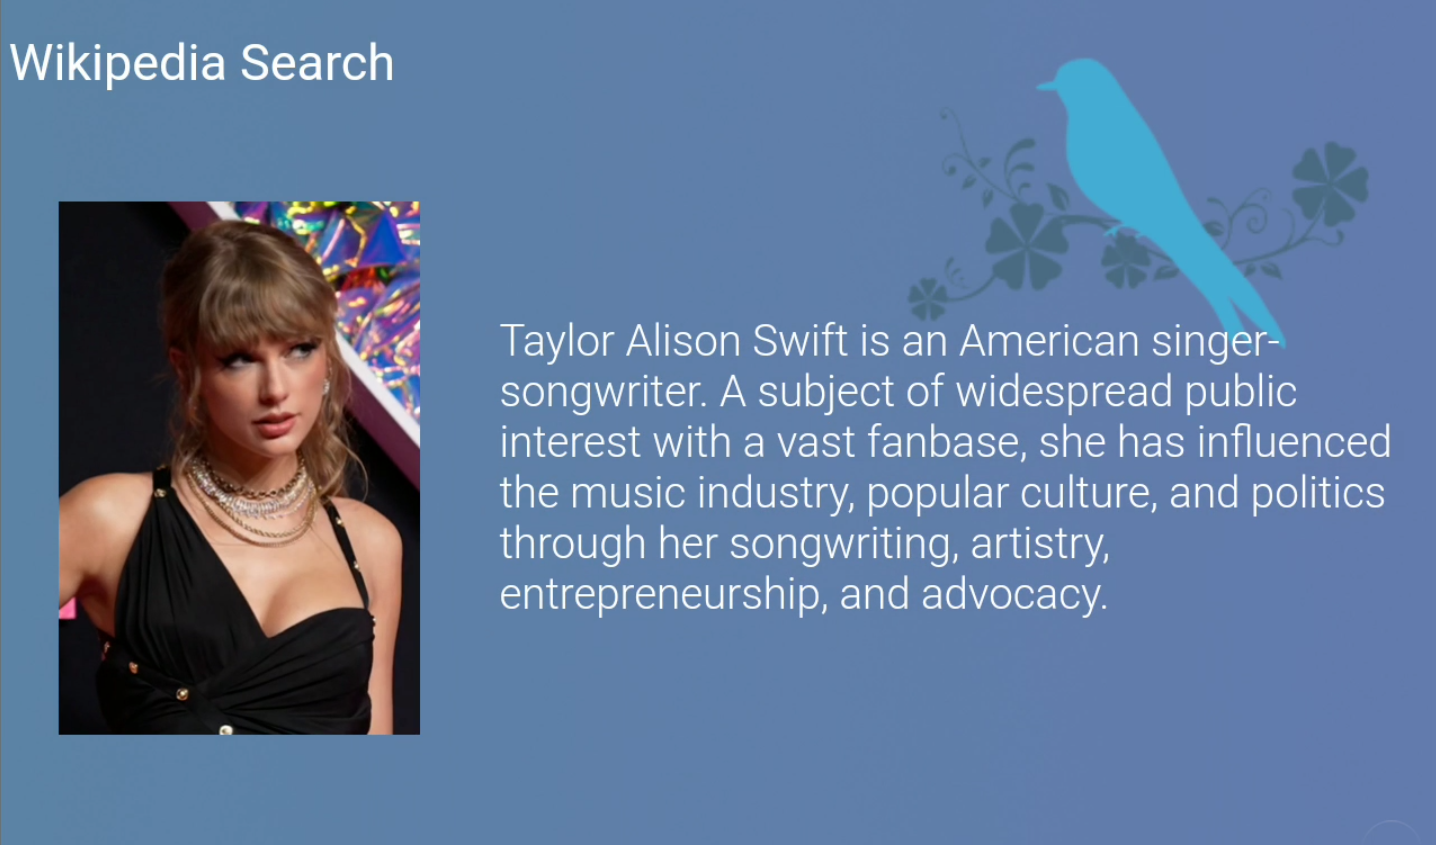 Wikipedia Search
Taylor Alison Swift is an American singer-
songwriter. A subject of widespread public
interest with a vast fanbase, she has influenced
the music industry, popular culture, and politics
through her songwriting, artistry,
entrepreneurship, and advocacy.